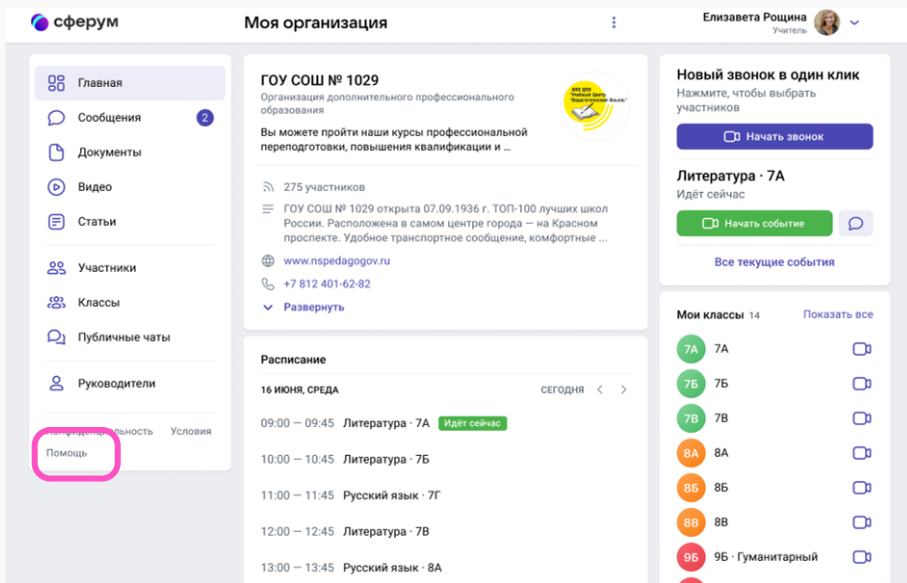 сферум
Моя организация
Елизавета Рощина
Учитель
Главная
Сообщения 2
Документы
Видео
Статьи
Участники
Классы
Публичные чаты
Руководители
Конфиденциальность Условия
Помощь
ГОУ СОШ № 1029
Организация дополнительного профессионального
образования
Вы можете пройти наши курсы профессиональной
переподготовки, повышения квалификации и ...
275 участников
ГОУ СОШ № 1029 открыта 07.09.1936 г. ТОП-100 лучших школ
России. Расположена в самом центре города — на Красном
проспекте. Удобное транспортное сообщение, комфортные ...
www.nspedagogov.ru
+7 812 401-62-82
Развернуть
Расписание
16 ИЮНЯ, СРЕДА СЕГОДНЯ
09:00 — 09:45 Литература · 7А Идёт сейчас
10:00 — 10:45 Литература · 7Б
11:00 — 11:45 Русский язык · 7Г
12:00 — 12:45 Литература · 7В
13:00 — 13:45 Русский язык · 8А
Новый звонок в один клик
Нажмите, чтобы выбрать
участников
Начать звонок
Литература · 7А
Идёт сейчас
Начать событие
Все текущие события
Мои классы 14 Показать все
7А 7А
7Б 7Б
7В 7В
8А 8А
8Б 8Б
8В 8В
9Б 9Б · Гуманитарный